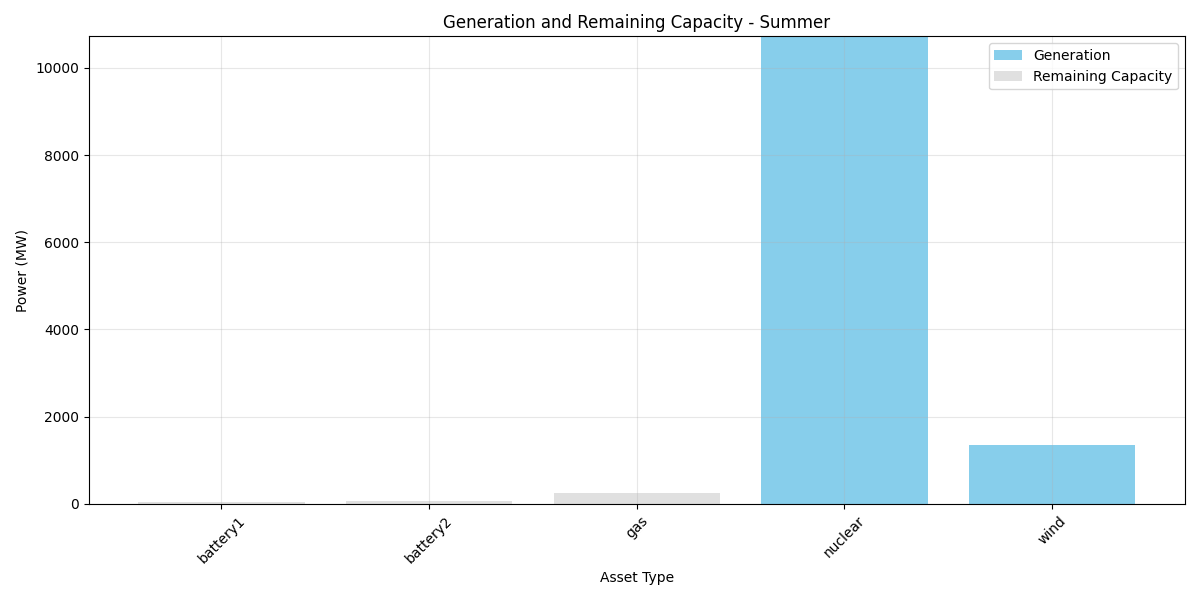 Generation and Remaining Capacity - Summer
Generation
Remaining Capacity
10000
8000
6000
4000
2000
0
Power (MW)
battery1
battery2
gas
nuclear
wind
Asset Type